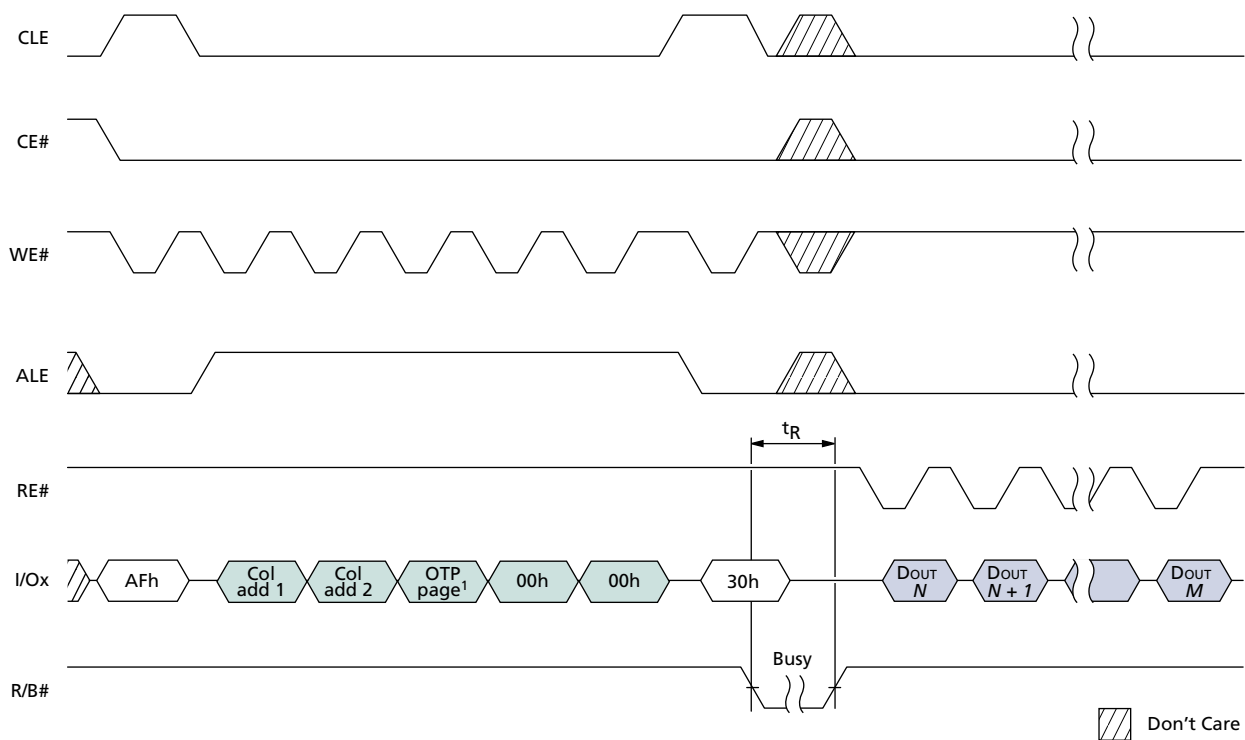 CLE
CE#
WE#
ALE
tR
RE#
I/Ox
AFh
Col
add 1
Col
add 2
OTP
page1
00h
00h
30h
DOUT
N
DOUT
N + 1
DOUT
M
Busy
R/B#
Don't Care